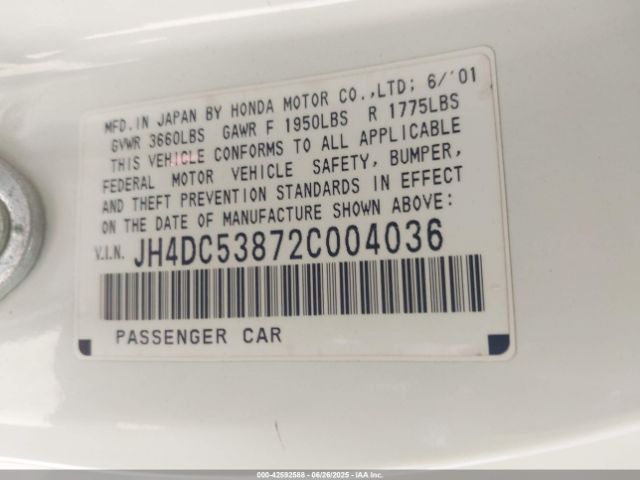 MFD. IN JAPAN BY HONDA MOTOR CO.,LTD; 6/'01
GVWR 3660LBS GAWR F 1950LBS R 1775LBS
THIS VEHICLE CONFORMS TO ALL APPLICABLE
FEDERAL MOTOR VEHICLE SAFETY, BUMPER,
AND THEFT PREVENTION STANDARDS IN EFFECT
ON THE DATE OF MANUFACTURE SHOWN ABOVE:
V.I.N. JH4DC53872C004036
PASSENGER CAR
000-42592588 - 06/26/2025 - IAA Inc.